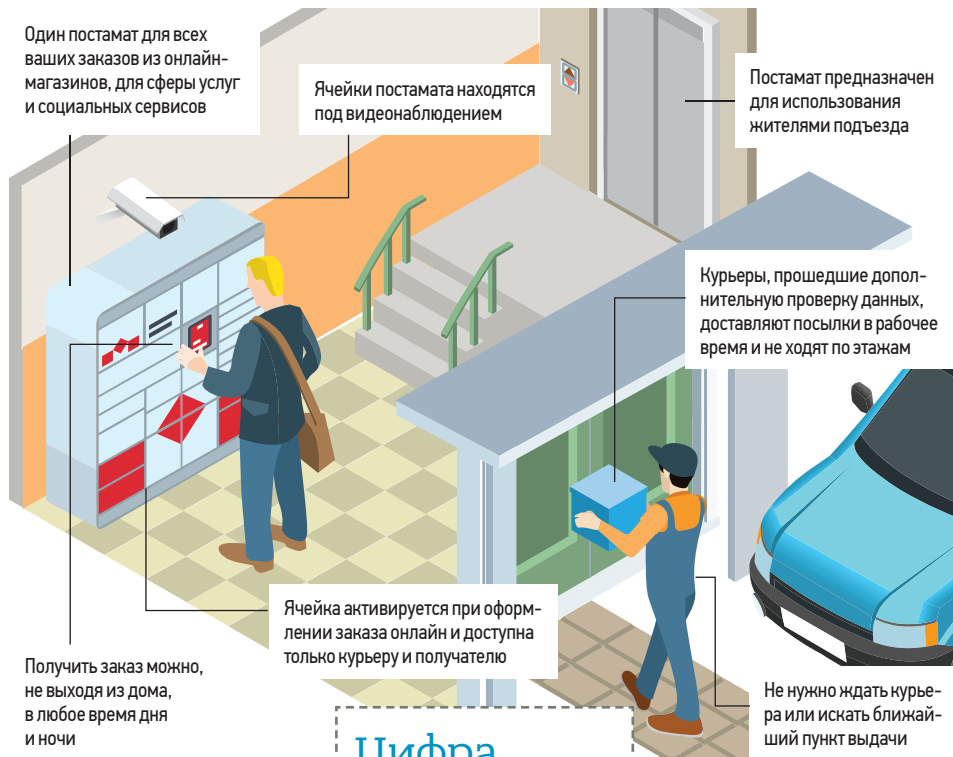 Один постамат для всех
ваших заказов из онлайн-
магазинов, для сферы услуг
и социальных сервисов
Ячейки постамата находятся
под видеонаблюдением
Постамат предназначен
для использования
жителями подъезда
Курьеры, прошедшие допол-
нительную проверку данных,
доставляют посылки в рабочее
время и не ходят по этажам
Ячейка активируется при оформ-
лении заказа онлайн и доступна
только курьеру и получателю
Получить заказ можно,
не выходя из дома,
в любое время дня
и ночи
Не нужно ждать курье-
ра или искать ближай-
ший пункт выдачи
Цифра